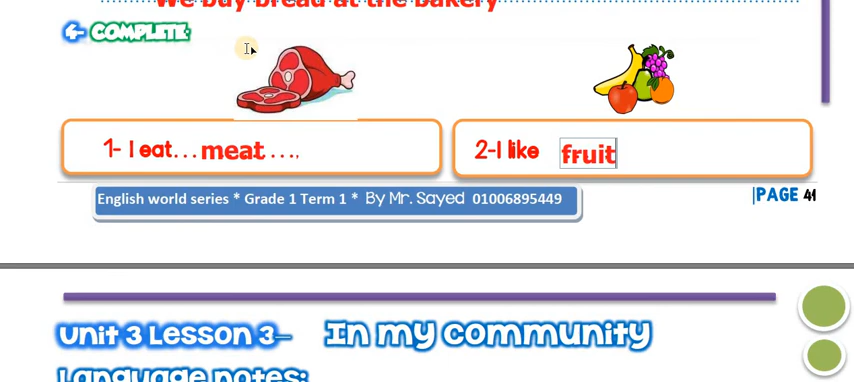 We buy bread at the bakery
4- COMPLETE
1- I eat...meat....,
2-I like fruit
English world series * Grade 1 Term 1 * By Mr. Sayed 01006895449
|PAGE 41
Unit 3 Lesson 3- In my community
Language notes: